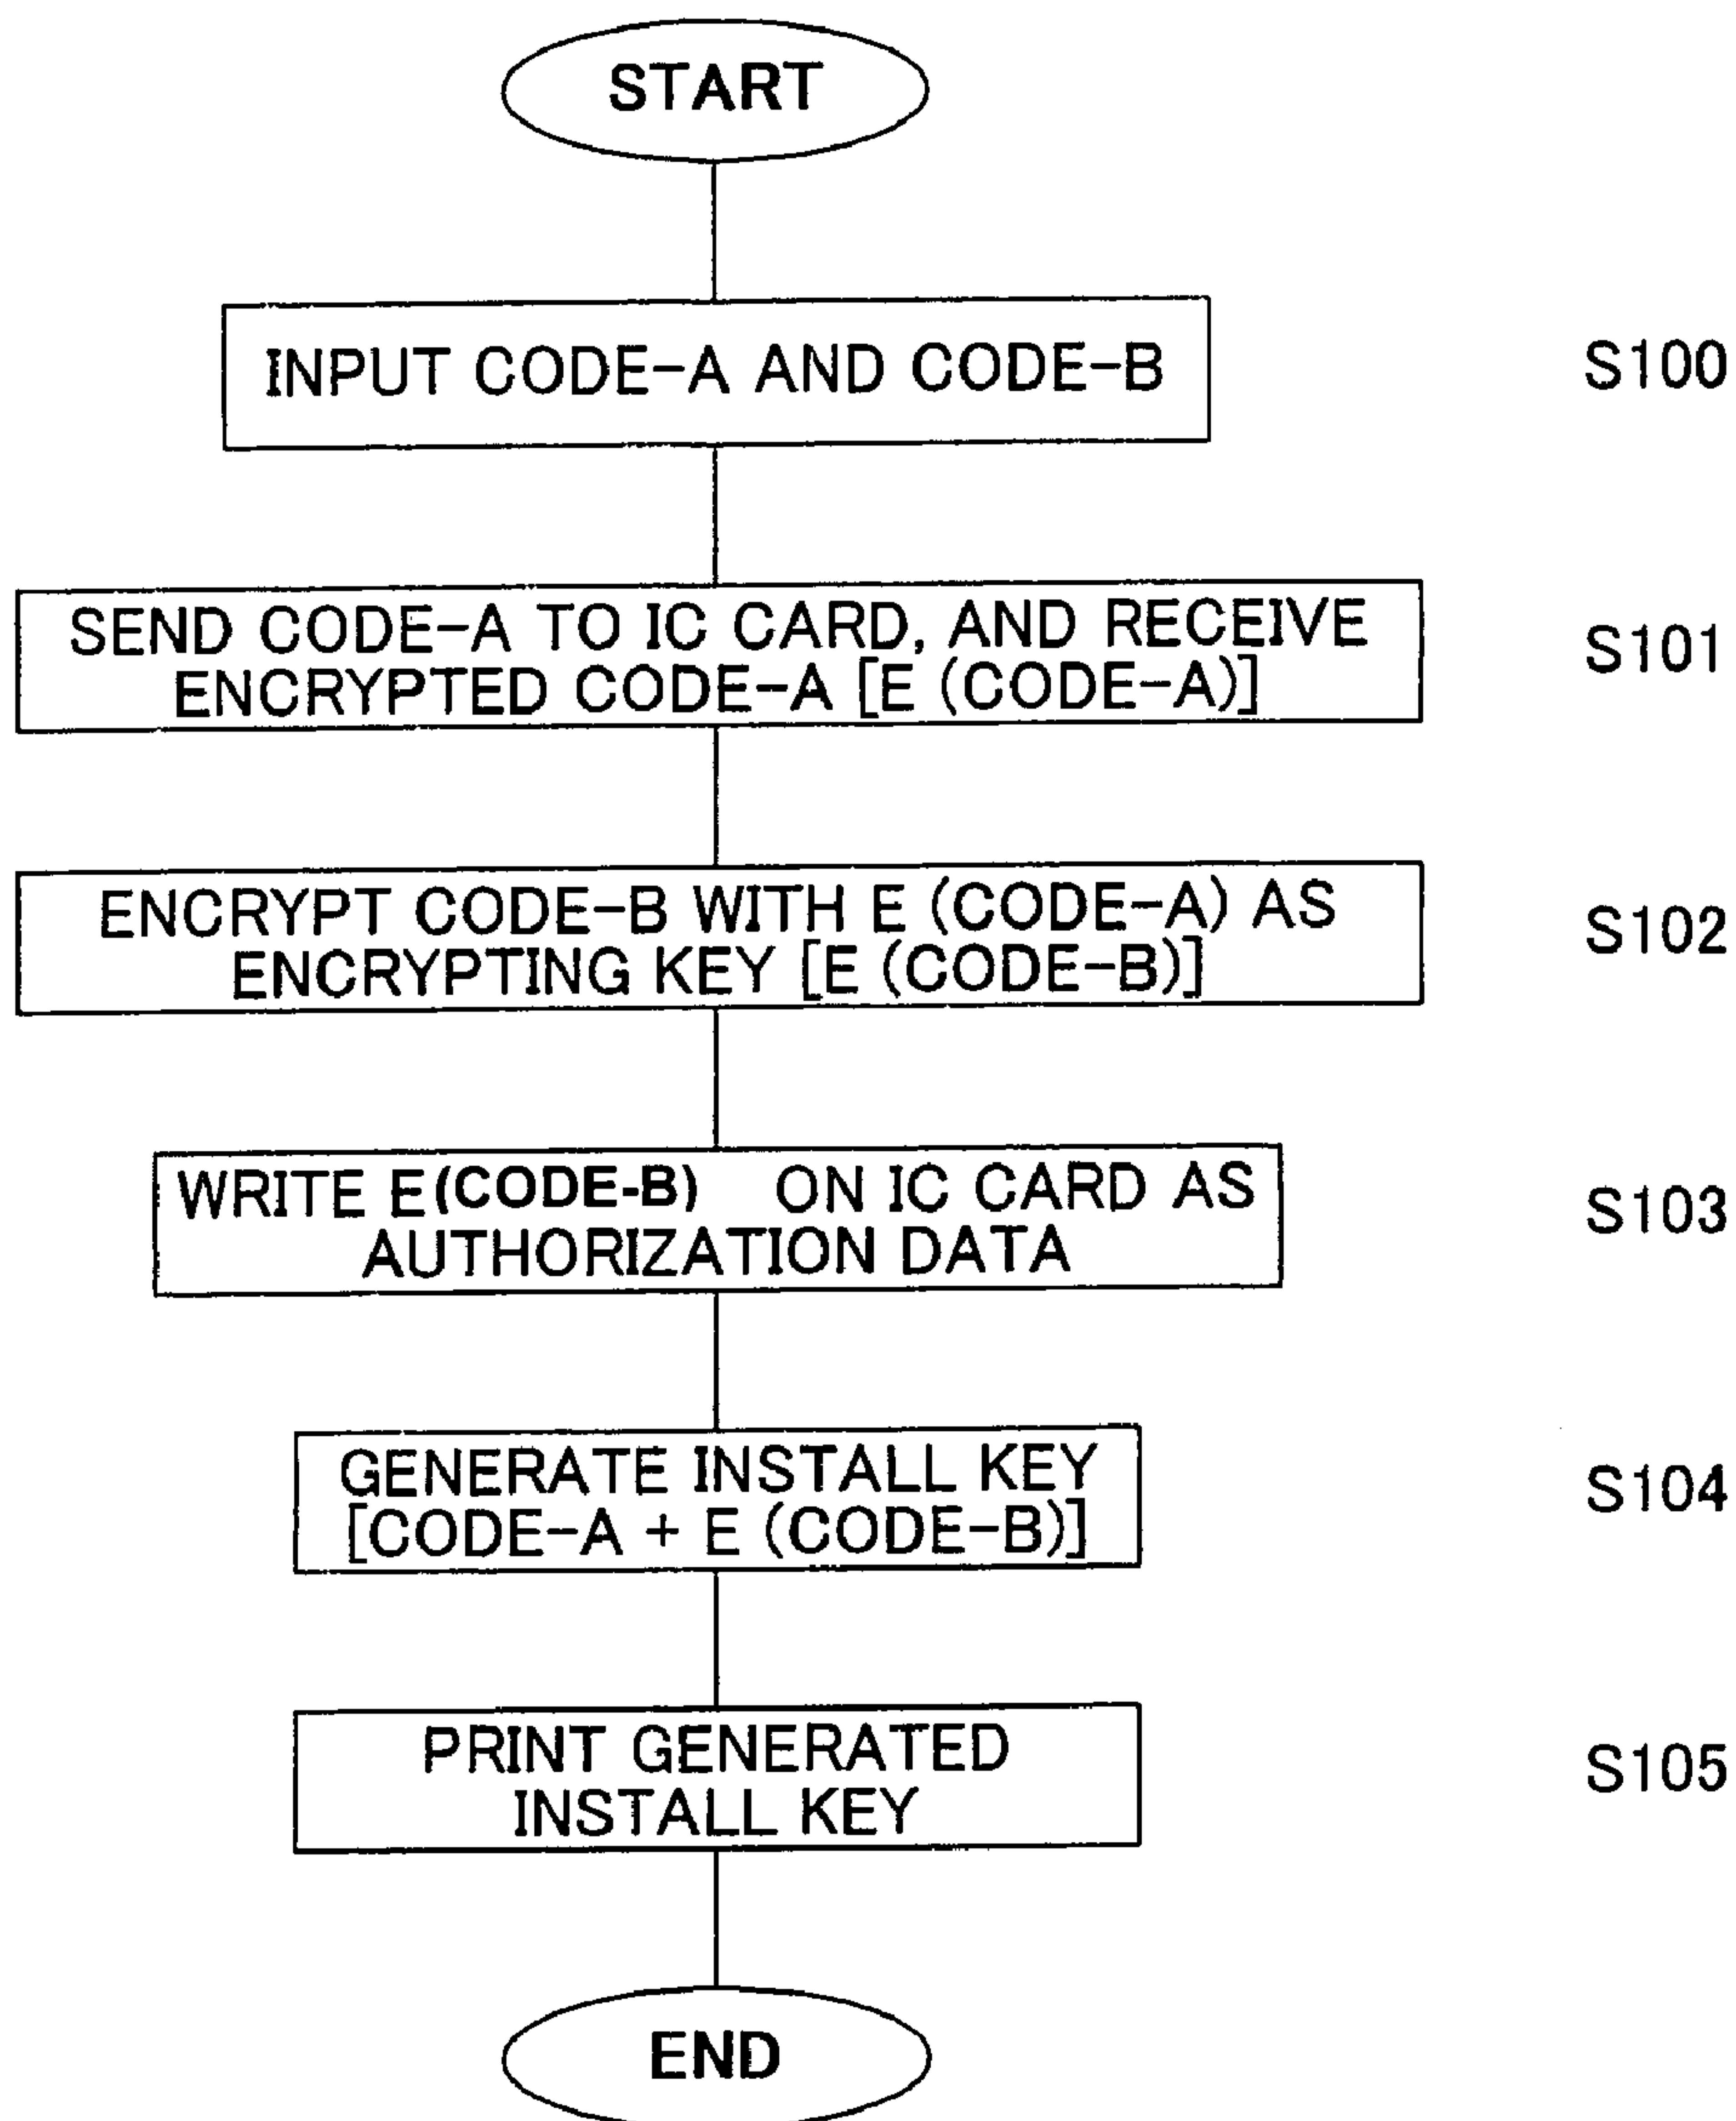 START
INPUT CODE-A AND CODE-B
S100
SEND CODE-A TO IC CARD, AND RECEIVE
ENCRYPTED CODE-A [E (CODE-A)]
S101
ENCRYPT CODE-B WITH E (CODE-A) AS
ENCRYPTING KEY [E (CODE-B)]
S102
WRITE E(CODE-B) ON IC CARD AS
AUTHORIZATION DATA
S103
GENERATE INSTALL KEY
[CODE-A + E (CODE-B)]
S104
PRINT GENERATED
INSTALL KEY
S105
END